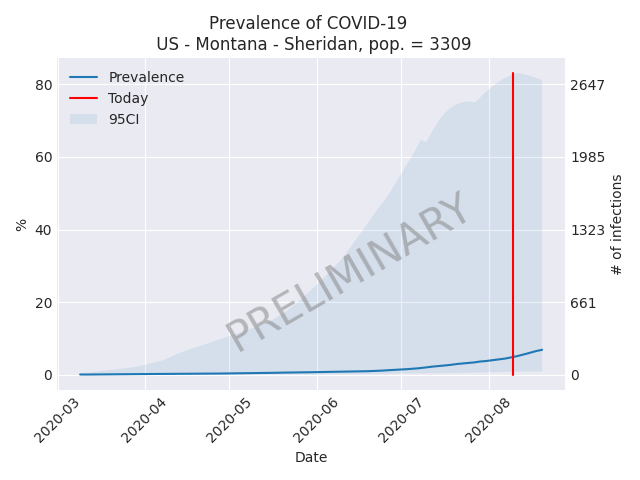 Prevalence of COVID-19
US - Montana - Sheridan, pop. = 3309
Prevalence
Today
95CI
80
60
40
20
0
%
2647
1985
1323
661
0
# of infections
PRELIMINARY
2020-03
2020-04
2020-05
2020-06
2020-07
2020-08
Date